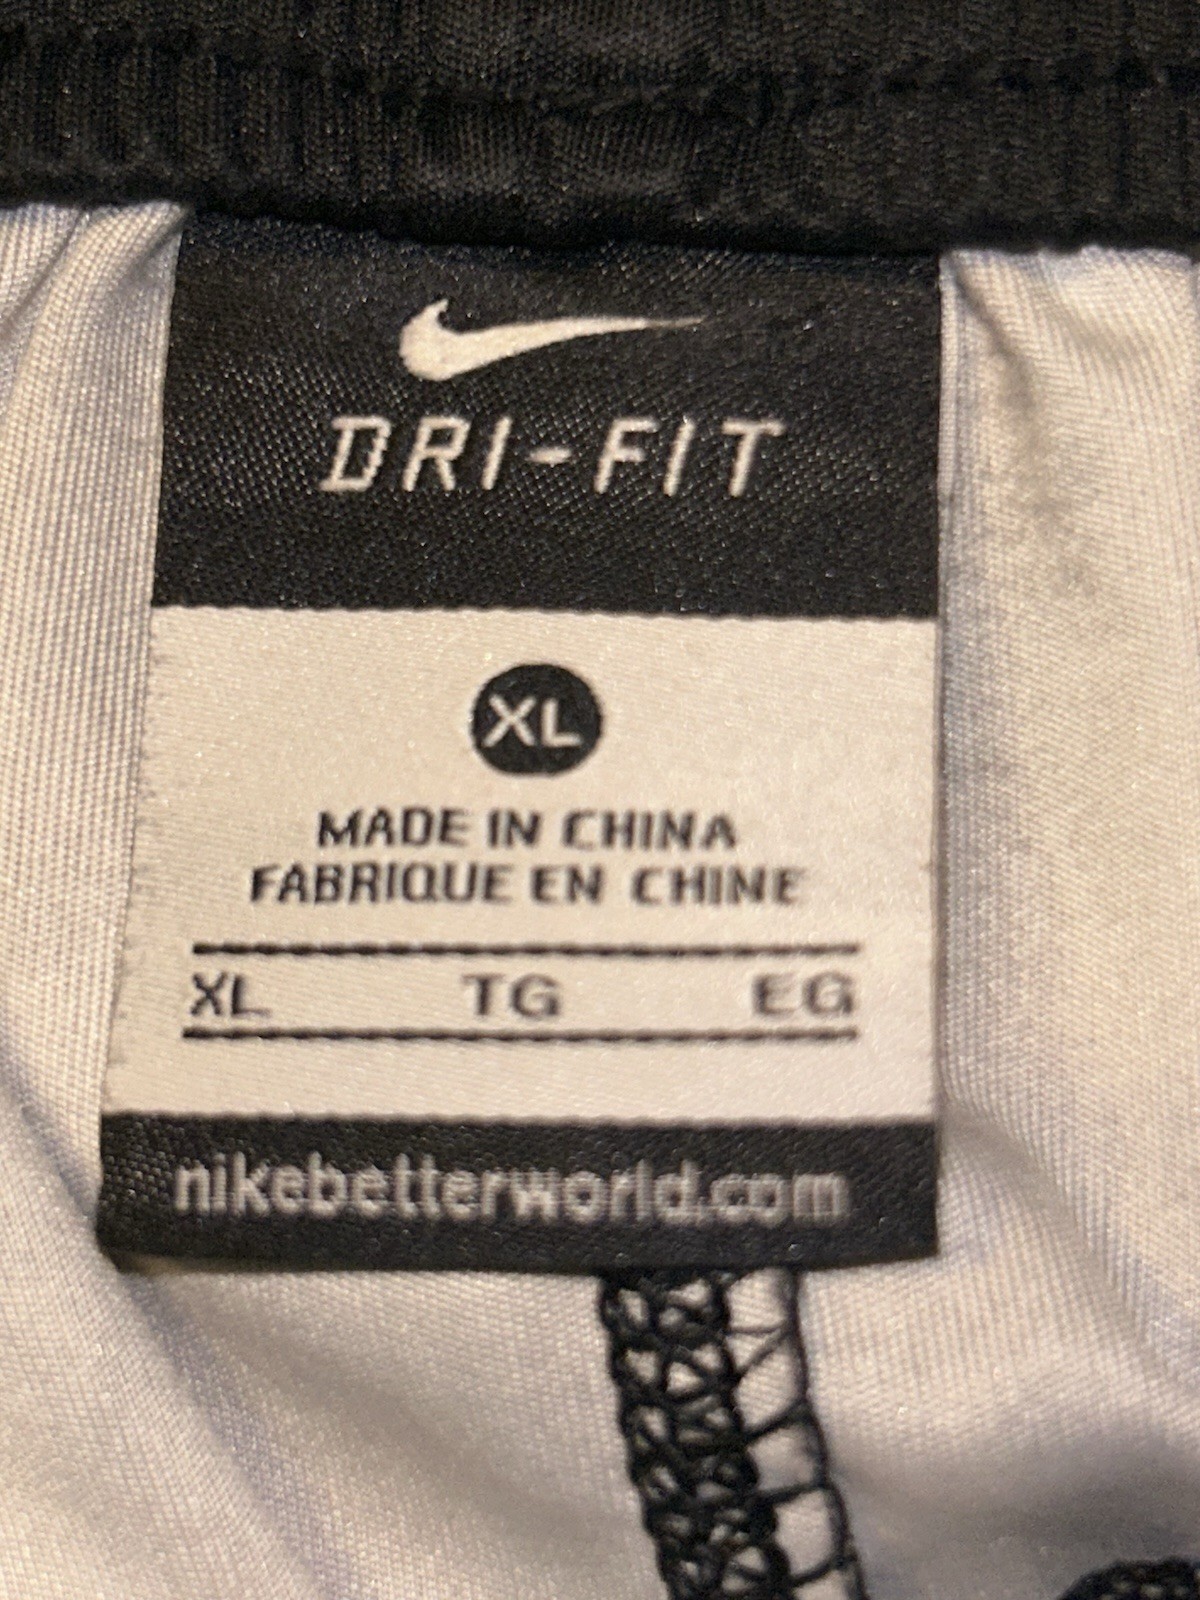 DRI-FIT
XL
MADE IN CHINA
FABRIQUE EN CHINE
XL TG EG
nikebetterworld.com